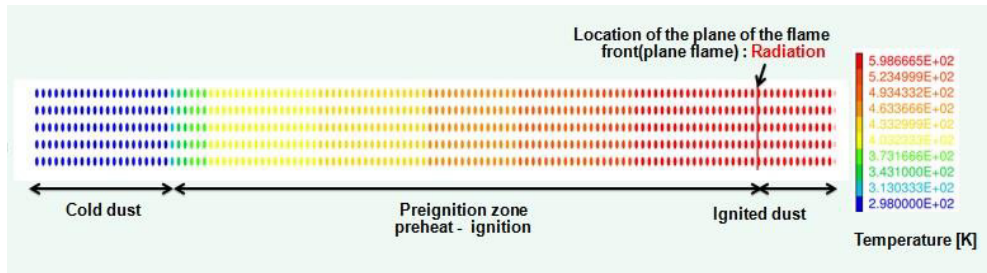 Location of the plane of the flame
front(plane flame) : Radiation
5.986665E+02
5.234999E+02
4.934332E+02
4.633666E+02
4.332999E+02
4.032333E+02
3.731666E+02
3.431000E+02
3.130333E+02
2.980000E+02
Cold dust
Preignition zone
preheat - ignition
Ignited dust
Temperature [K]